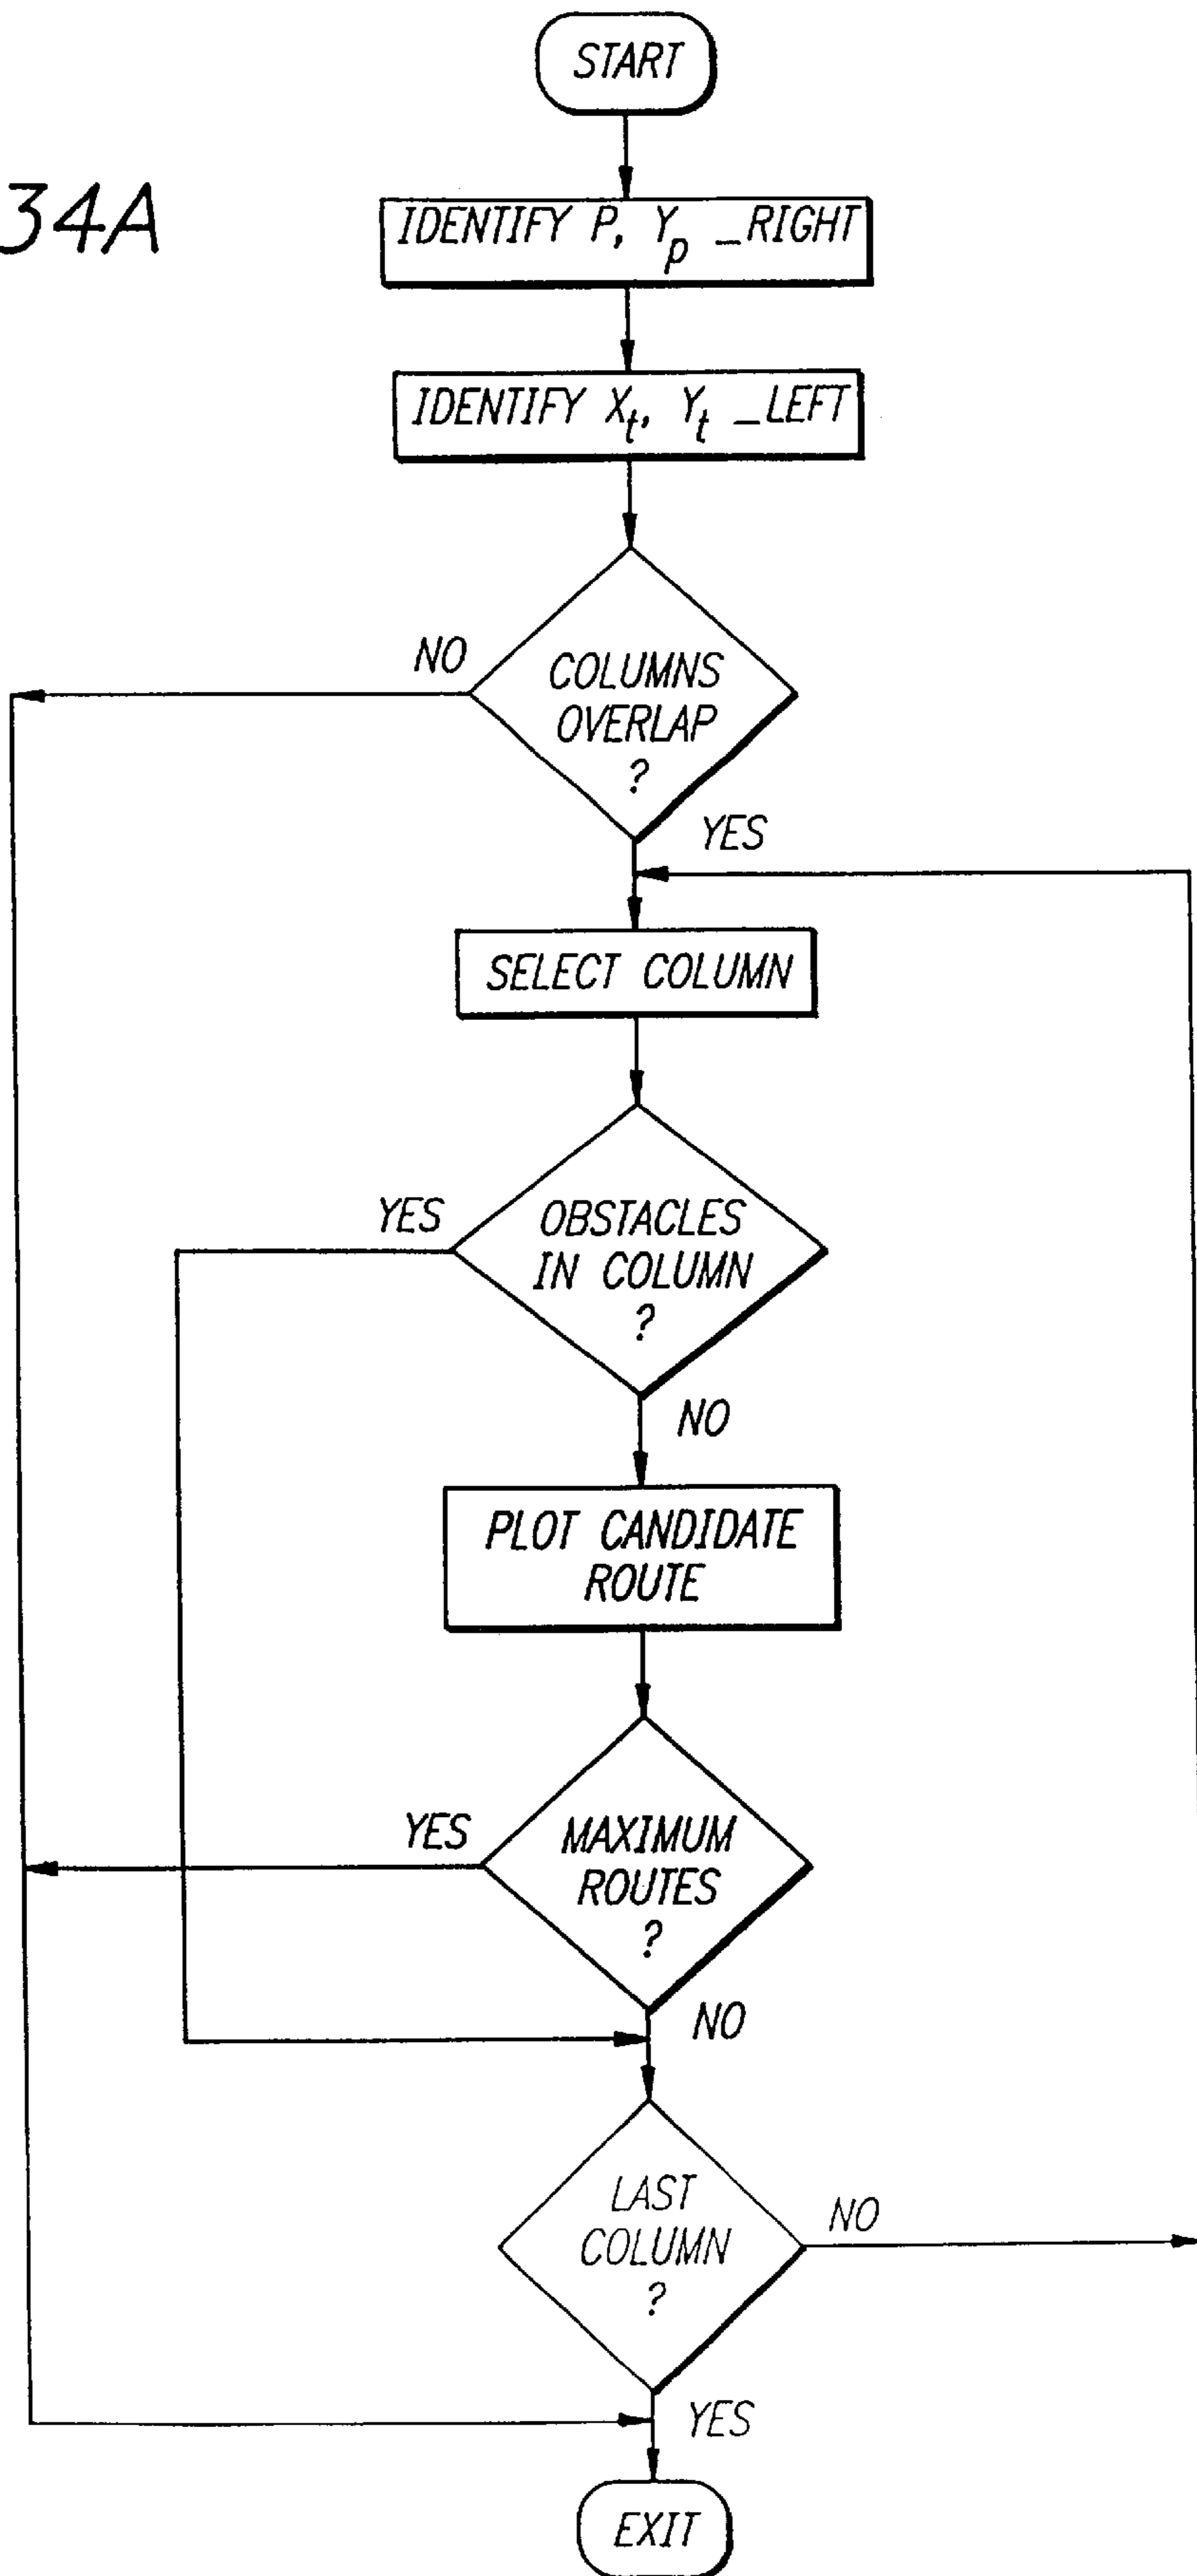 START
34A
IDENTIFY P, Yp _RIGHT
IDENTIFY Xt, Yt _LEFT
NO
COLUMNS
OVERLAP
?
YES
SELECT COLUMN
YES
OBSTACLES
IN COLUMN
?
NO
PLOT CANDIDATE
ROUTE
YES
MAXIMUM
ROUTES
?
NO
LAST
COLUMN
?
NO
YES
EXIT